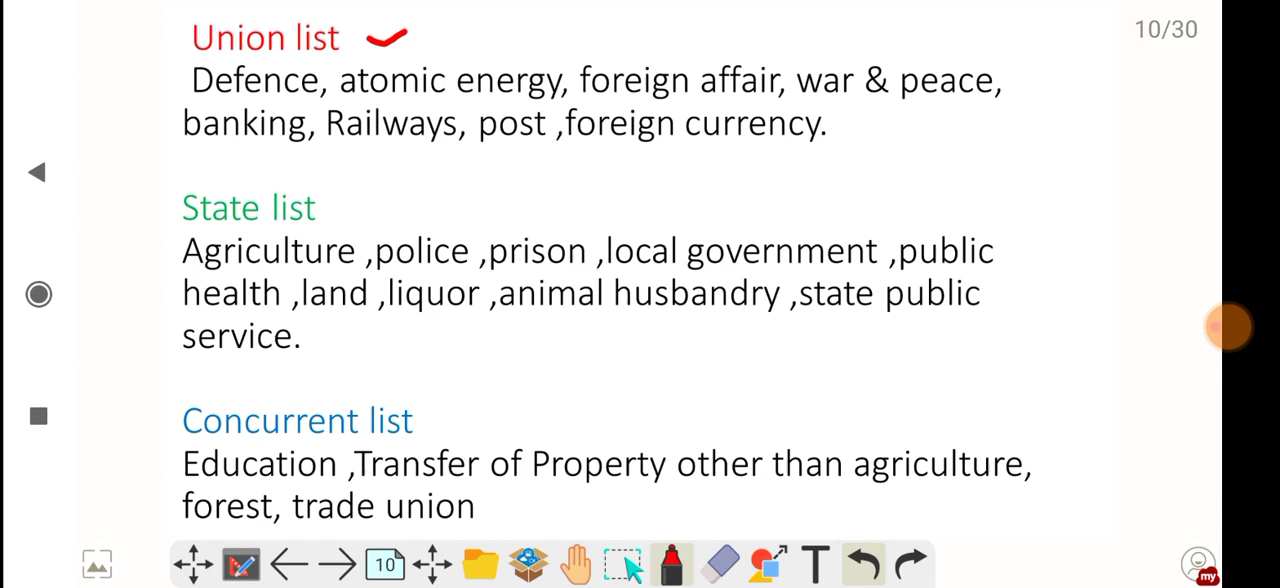 Union list
10/30
Defence, atomic energy, foreign affair, war & peace,
banking, Railways, post ,foreign currency.
State list
Agriculture ,police ,prison ,local government ,public
health ,land ,liquor ,animal husbandry ,state public
service.
Concurrent list
Education ,Transfer of Property other than agriculture,
forest, trade union
10
T
my